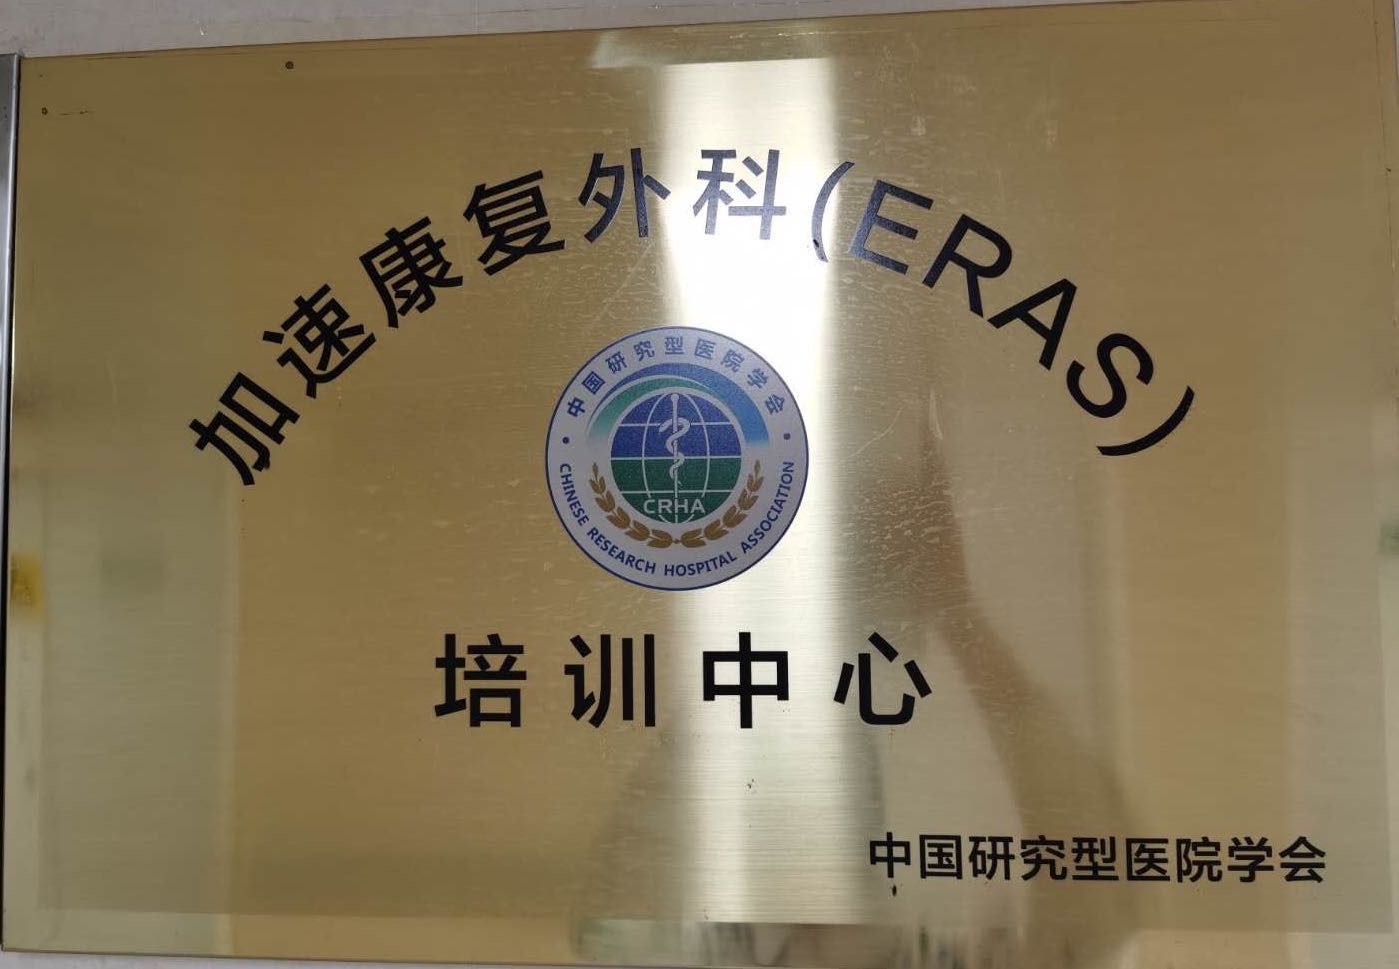 加速康复外科(ERAS)
中国研究型医院学会
CRHA
CHINESE RESEARCH HOSPITAL ASSOCIATION
培训中心
中国研究型医院学会